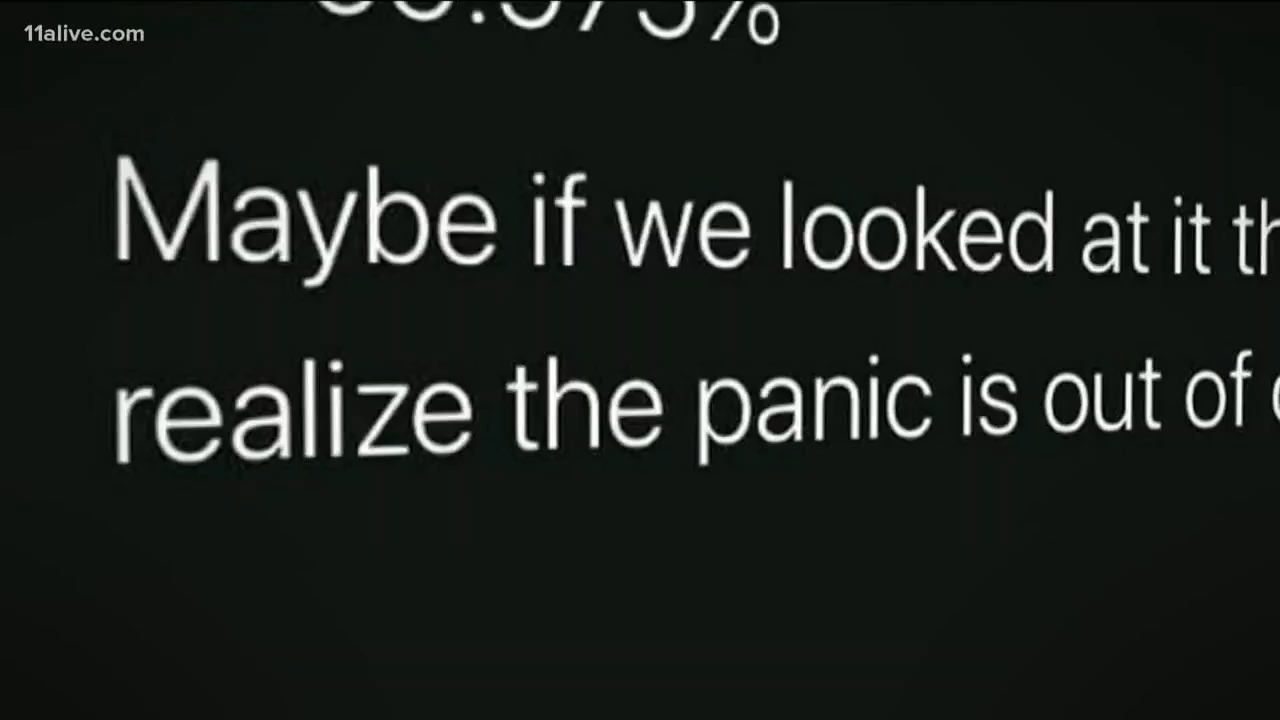 11alive.com
Maybe if we looked at it
realize the panic is out of